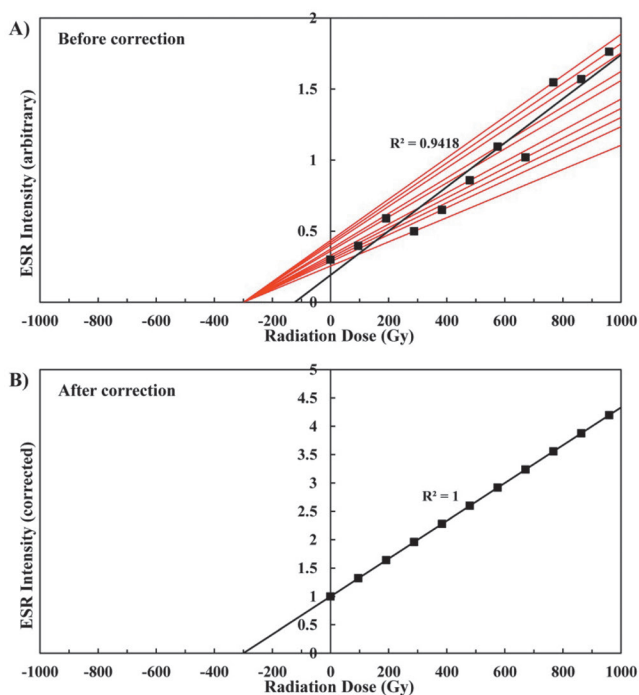 A)
Before correction
ESR Intensity (arbitrary)
2
1.5
1
0.5
0
R² = 0.9418
-1000 -800 -600 -400 -200 0 200 400 600 800 1000
Radiation Dose (Gy)
B)
After correction
ESR Intensity (corrected)
5
4.5
4
3.5
3
2.5
2
1.5
1
0.5
0
R² = 1
-1000 -800 -600 -400 -200 0 200 400 600 800 1000
Radiation Dose (Gy)